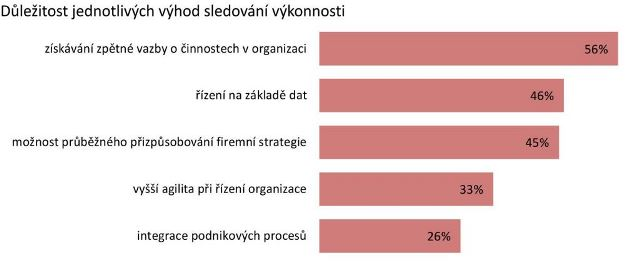 Důležitost jednotlivých výhod sledování výkonnosti
získávání zpětné vazby o činnostech v organizaci
56%
řízení na základě dat
46%
možnost průběžného přizpůsobování firemní strategie
45%
vyšší agilita při řízení organizace
33%
integrace podnikových procesů
26%